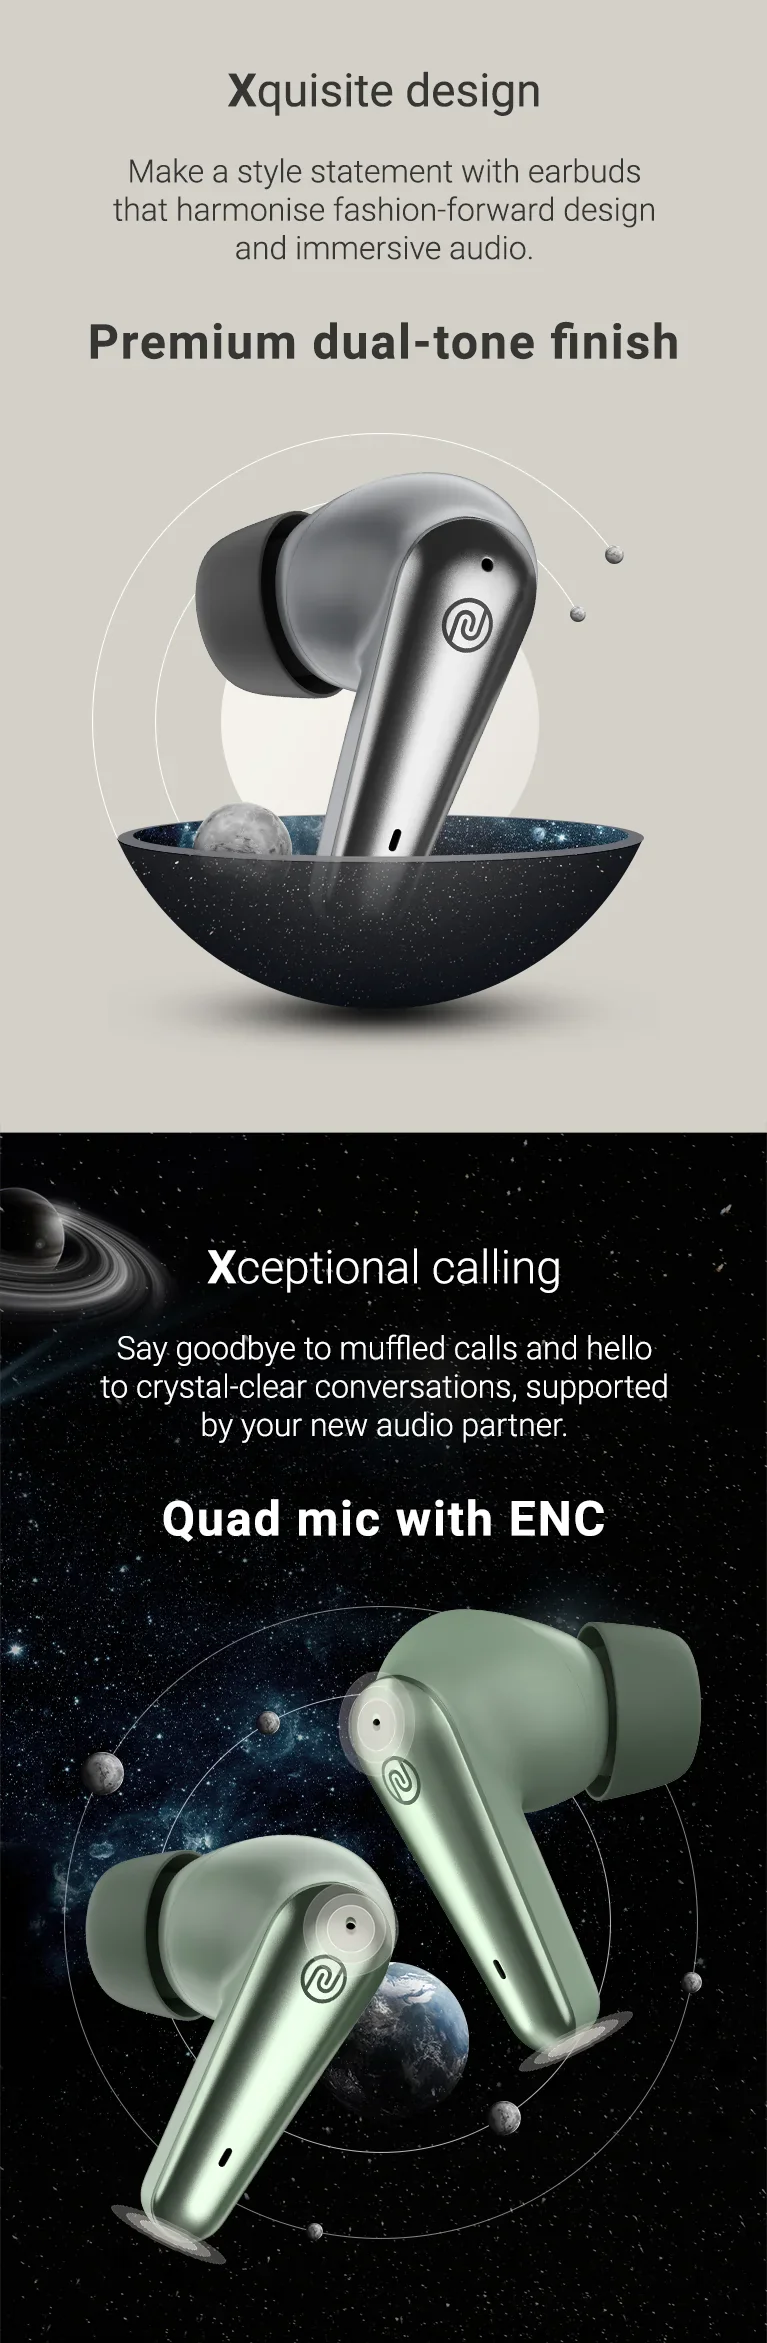 Xquisite design
Make a style statement with earbuds
that harmonise fashion-forward design
and immersive audio.
Premium dual-tone finish
Xceptional calling
Say goodbye to muffled calls and hello
to crystal-clear conversations, supported
by your new audio partner.
Quad mic with ENC